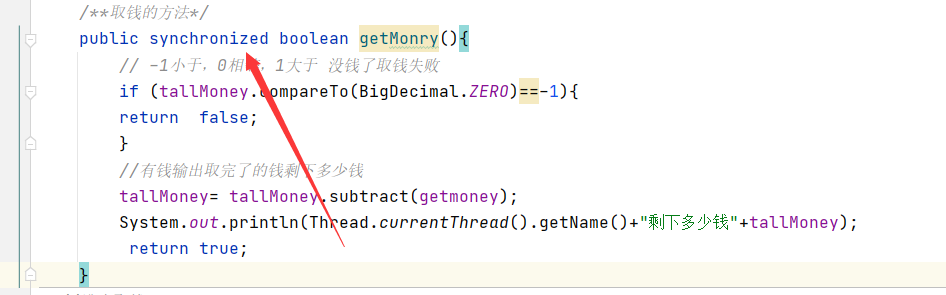 /**取钱的方法*/
public synchronized boolean getMonry(){
// -1小于，0相，1大于 没钱了取钱失败
if (tallMoney.compareTo(BigDecimal.ZERO)==-1){
return false;
}
//有钱输出取完了的钱剩下多少钱
tallMoney= tallMoney.subtract(getmoney);
System.out.println(Thread.currentThread().getName()+"剩下多少钱"+tallMoney);
return true;
}